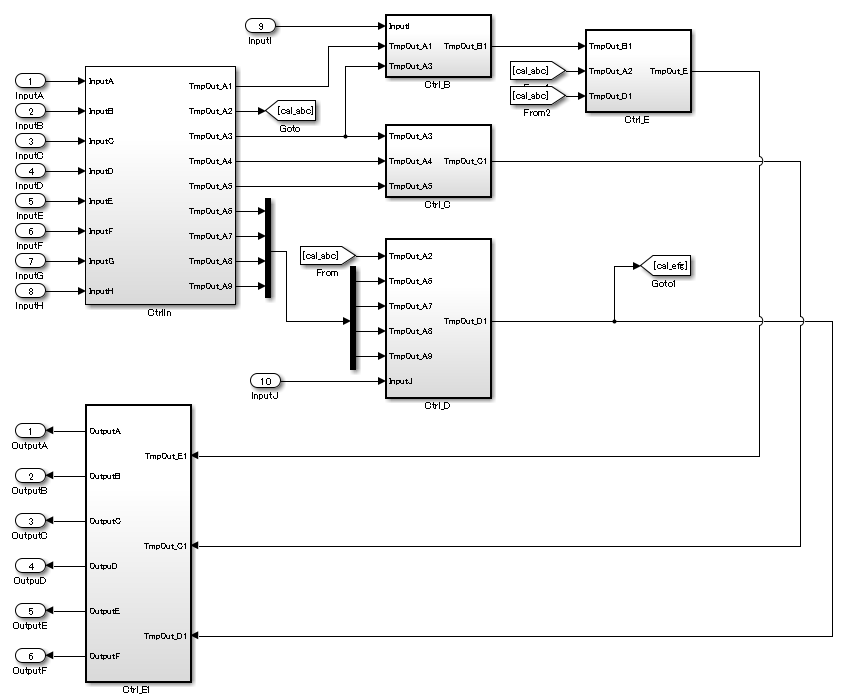 9
InputI
InputI
TmpOut_A1
TmpOut_A3
TmpOut_B1
Ctrl_B
TmpOut_B1
TmpOut_A2
TmpOut_D1
TmpOut_E
Ctrl_E
[cal_abc]
[cal_abc]
From2
1
InputA
2
InputB
3
InputC
4
InputD
5
InputE
6
InputF
7
InputG
8
InputH
InputA
InputB
InputC
InputD
InputE
InputF
InputG
InputH
TmpOut_A1
TmpOut_A2
TmpOut_A3
TmpOut_A4
TmpOut_A5
TmpOut_A6
TmpOut_A7
TmpOut_A8
TmpOut_A9
CtrlIn
[cal_abc]
Goto
TmpOut_A3
TmpOut_A4
TmpOut_A5
TmpOut_C1
Ctrl_C
[cal_abc]
From
TmpOut_A2
TmpOut_A6
TmpOut_A7
TmpOut_A8
TmpOut_A9
InputJ
TmpOut_D1
Ctrl_D
10
InputJ
[cal_efg]
Goto1
1
OutputA
2
OutputB
3
OutputC
4
OutpuD
5
OutputE
6
OutputF
OutputA
OutputB
OutputC
OutpuD
OutputE
OutputF
TmpOut_E1
TmpOut_C1
TmpOut_D1
Ctrl_E1